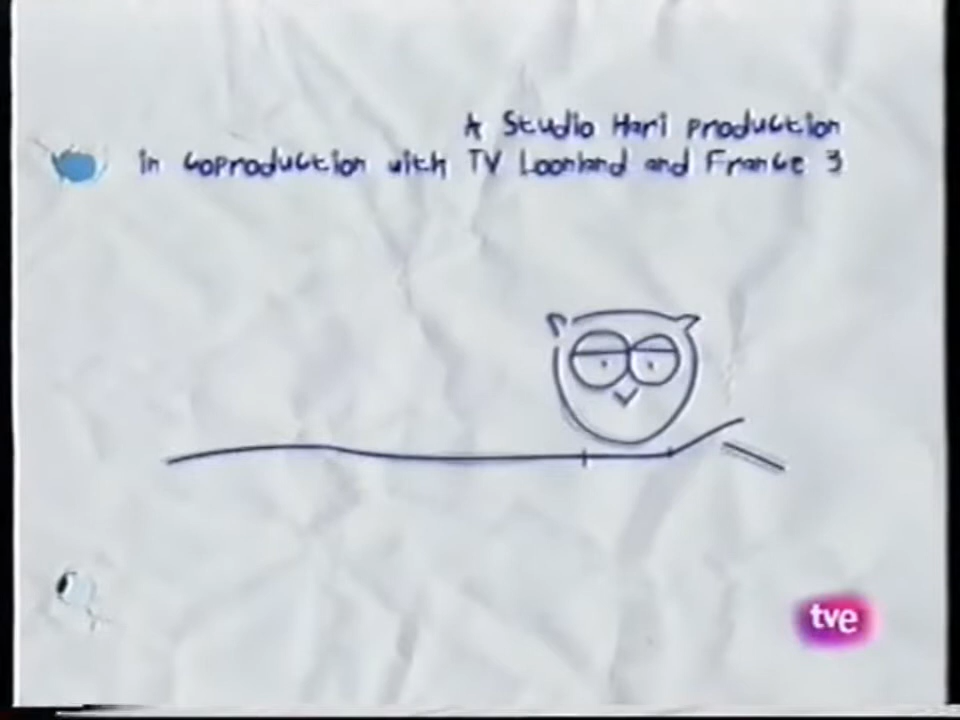 A Studio Hari production
in coproduction with TV Loonland and France 3
tve